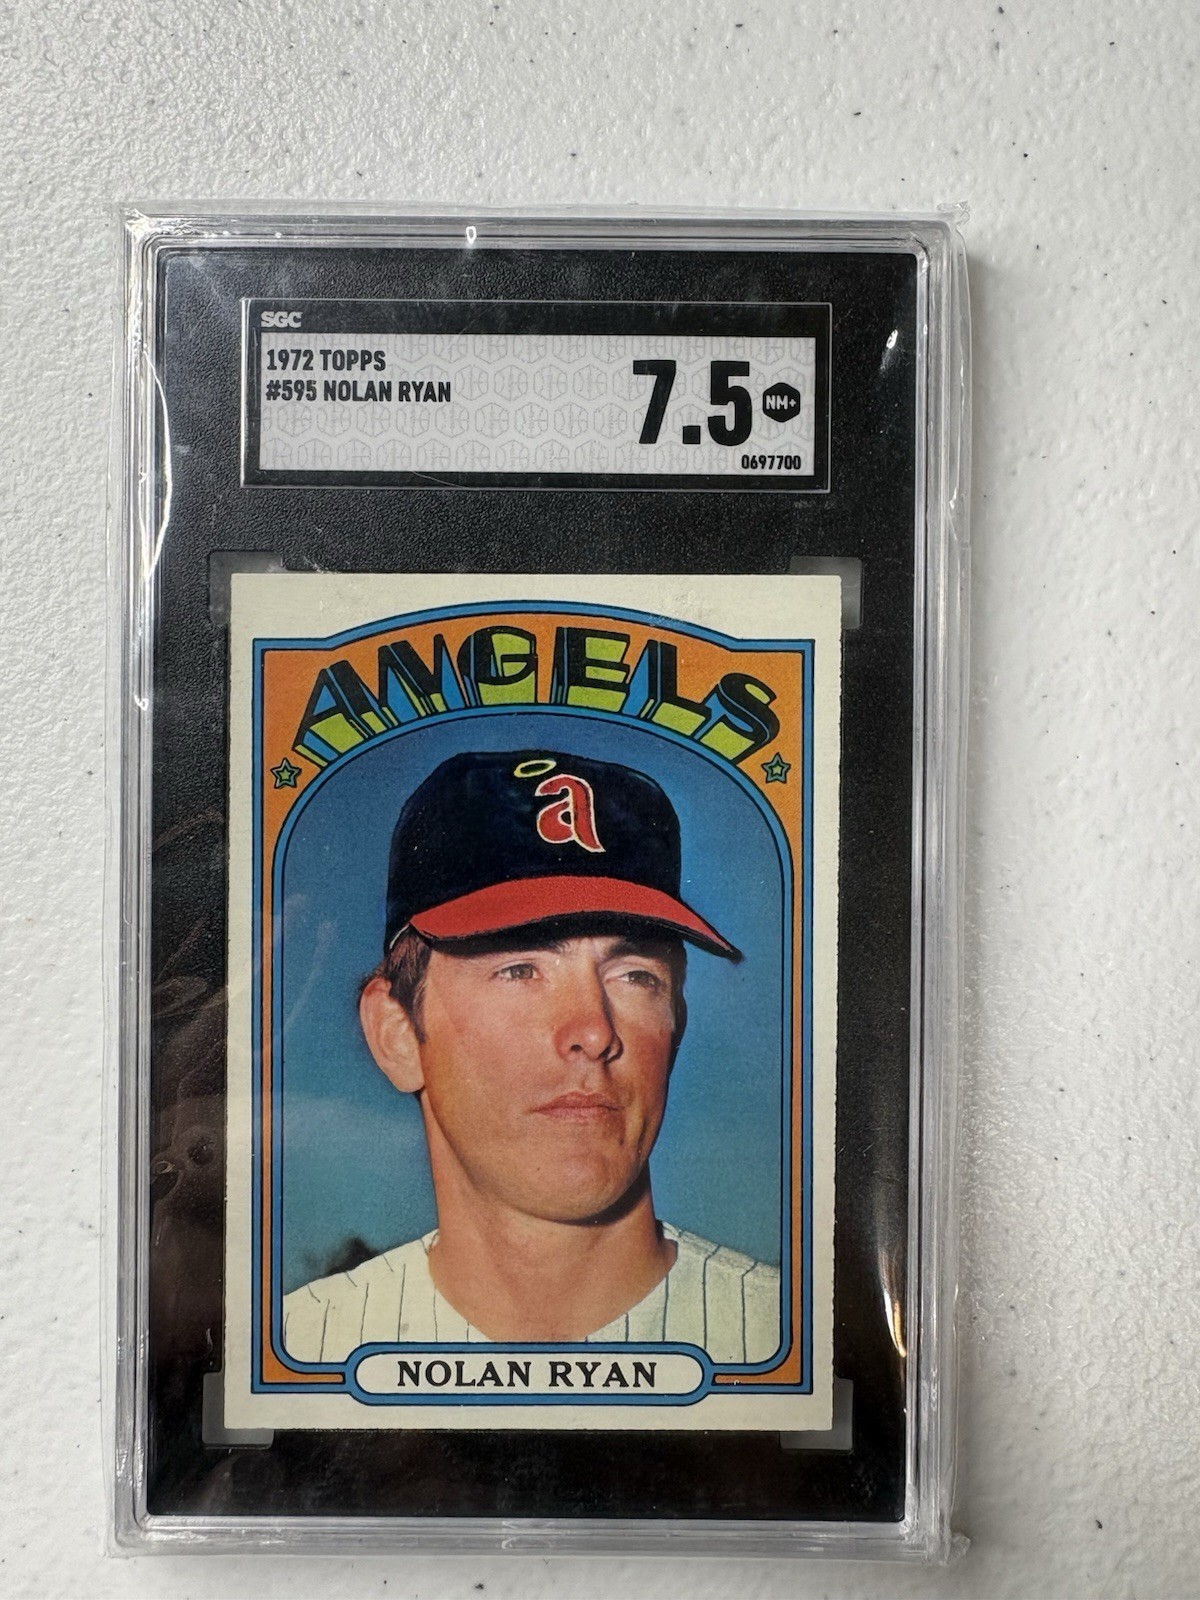 SGC
1972 TOPPS
#595 NOLAN RYAN
7.5 NM+
0697700
ANGELS
a
NOLAN RYAN